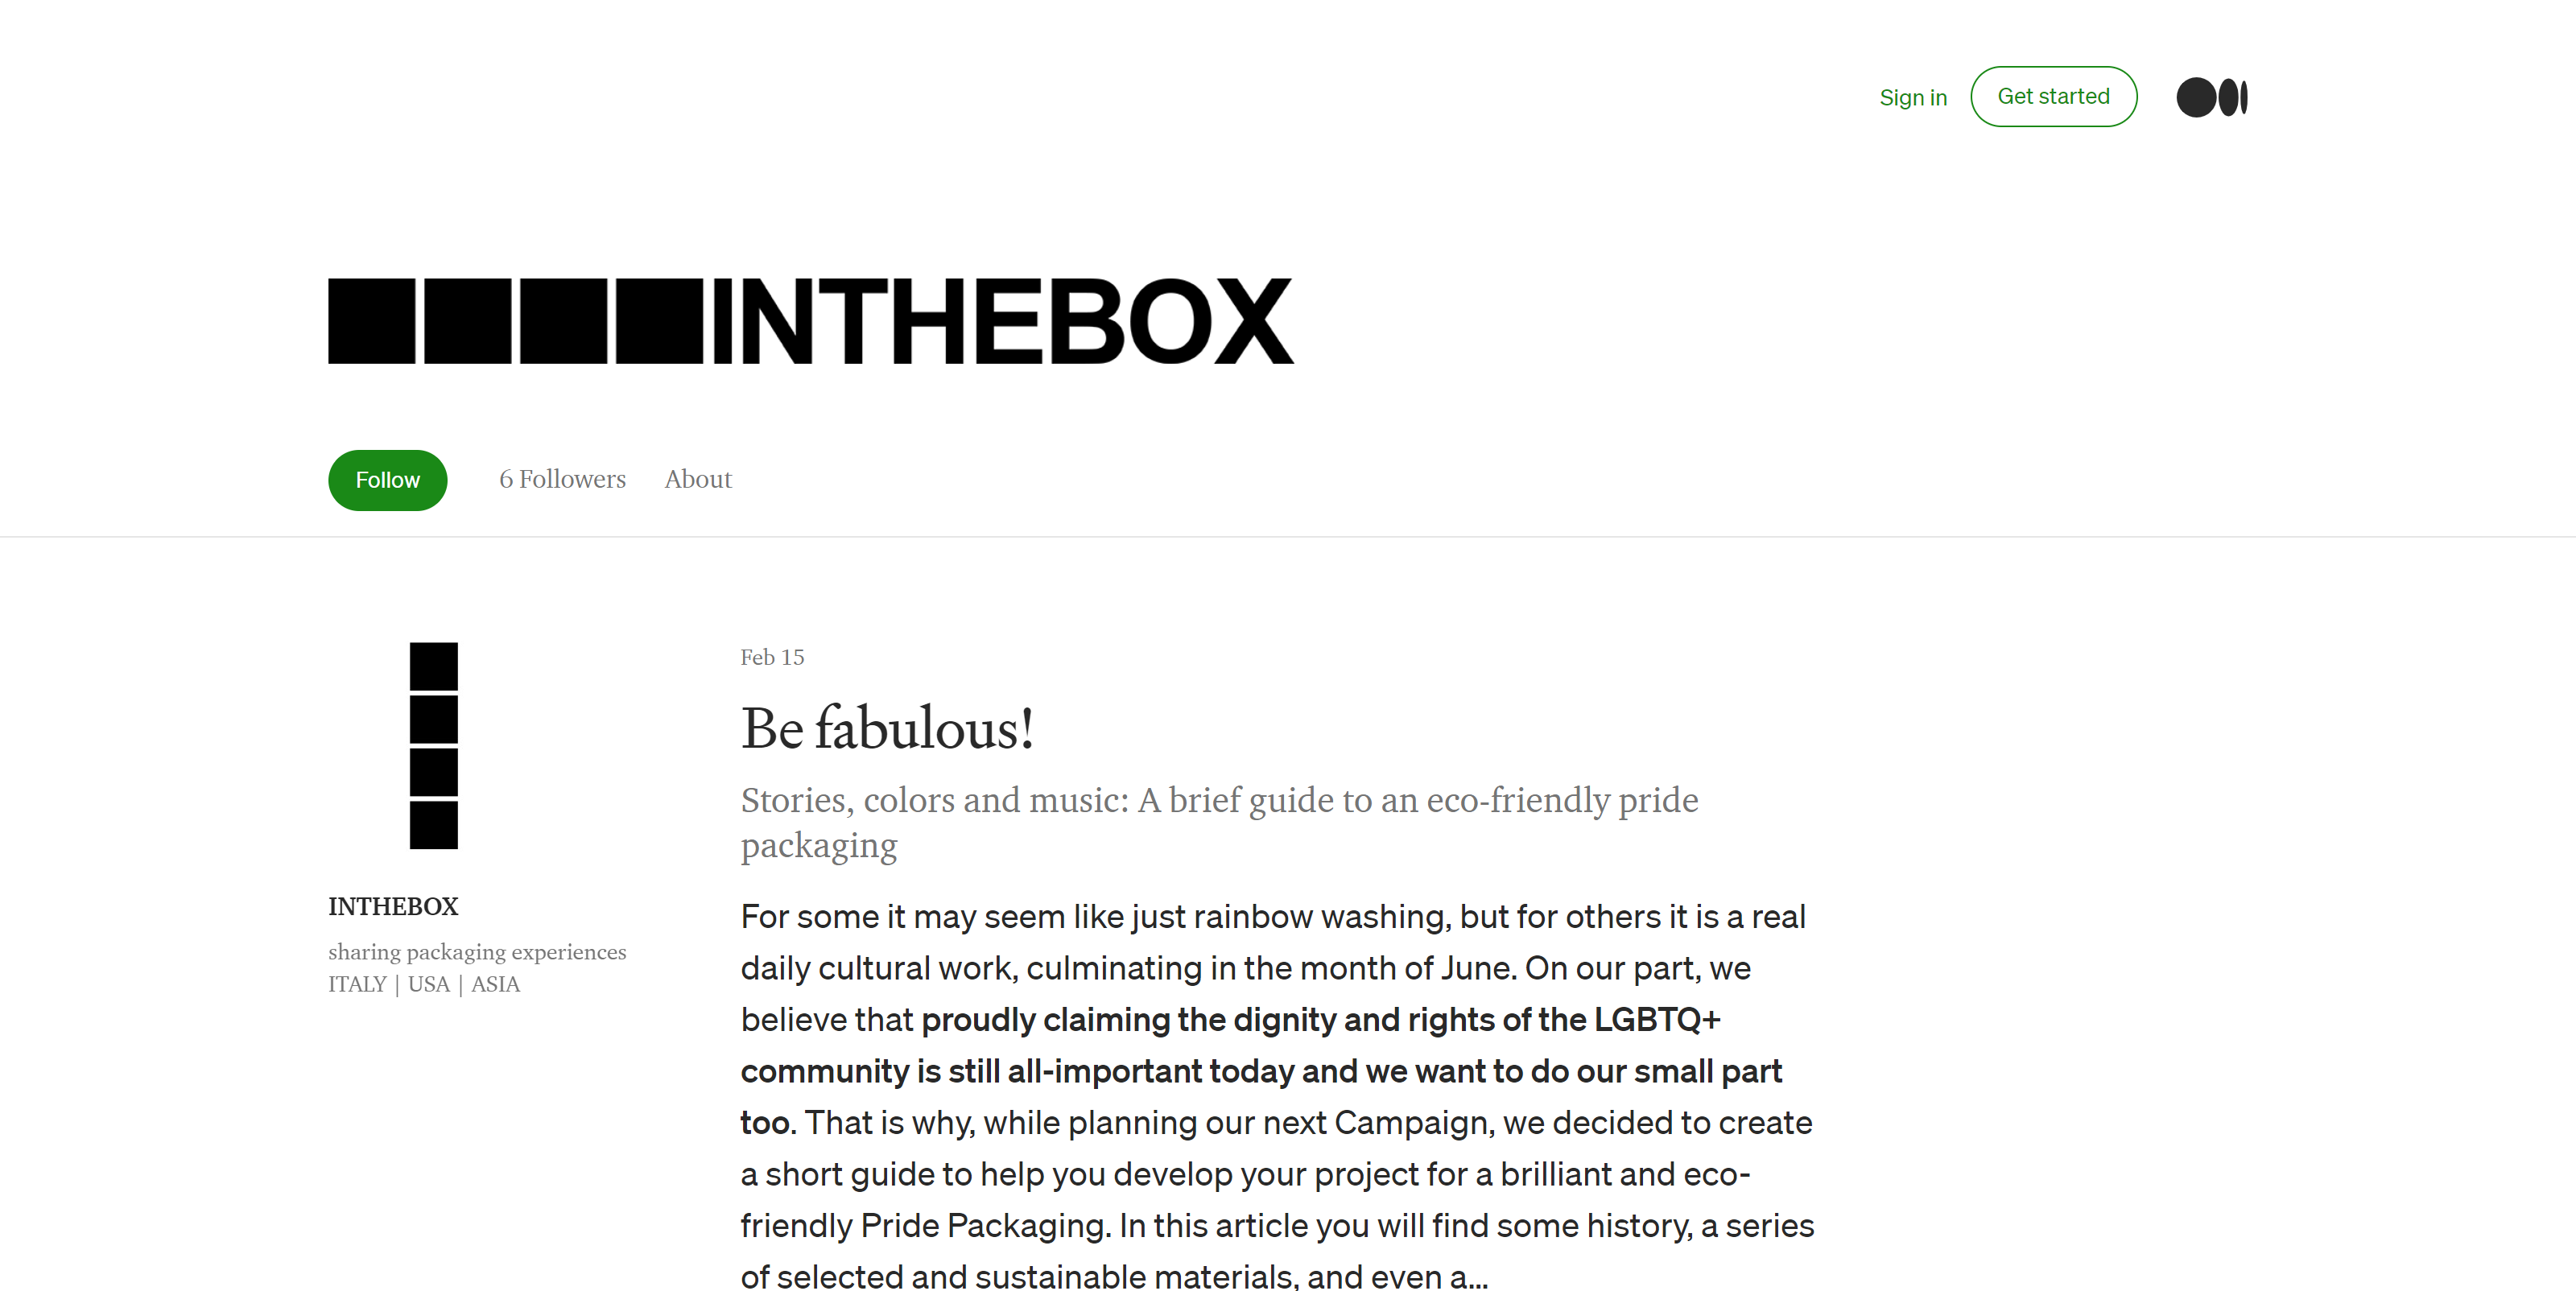 Sign in
Get started
INTHEBOX
Follow
6 Followers
About
Feb 15
Be fabulous!
Stories, colors and music: A brief guide to an eco-friendly pride
packaging
INTHEBOX
sharing packaging experiences
ITALY | USA | ASIA
For some it may seem like just rainbow washing, but for others it is a real
daily cultural work, culminating in the month of June. On our part, we
believe that proudly claiming the dignity and rights of the LGBTQ+
community is still all-important today and we want to do our small part
too. That is why, while planning our next Campaign, we decided to create
a short guide to help you develop your project for a brilliant and eco-
friendly Pride Packaging. In this article you will find some history, a series
of selected and sustainable materials, and even a...